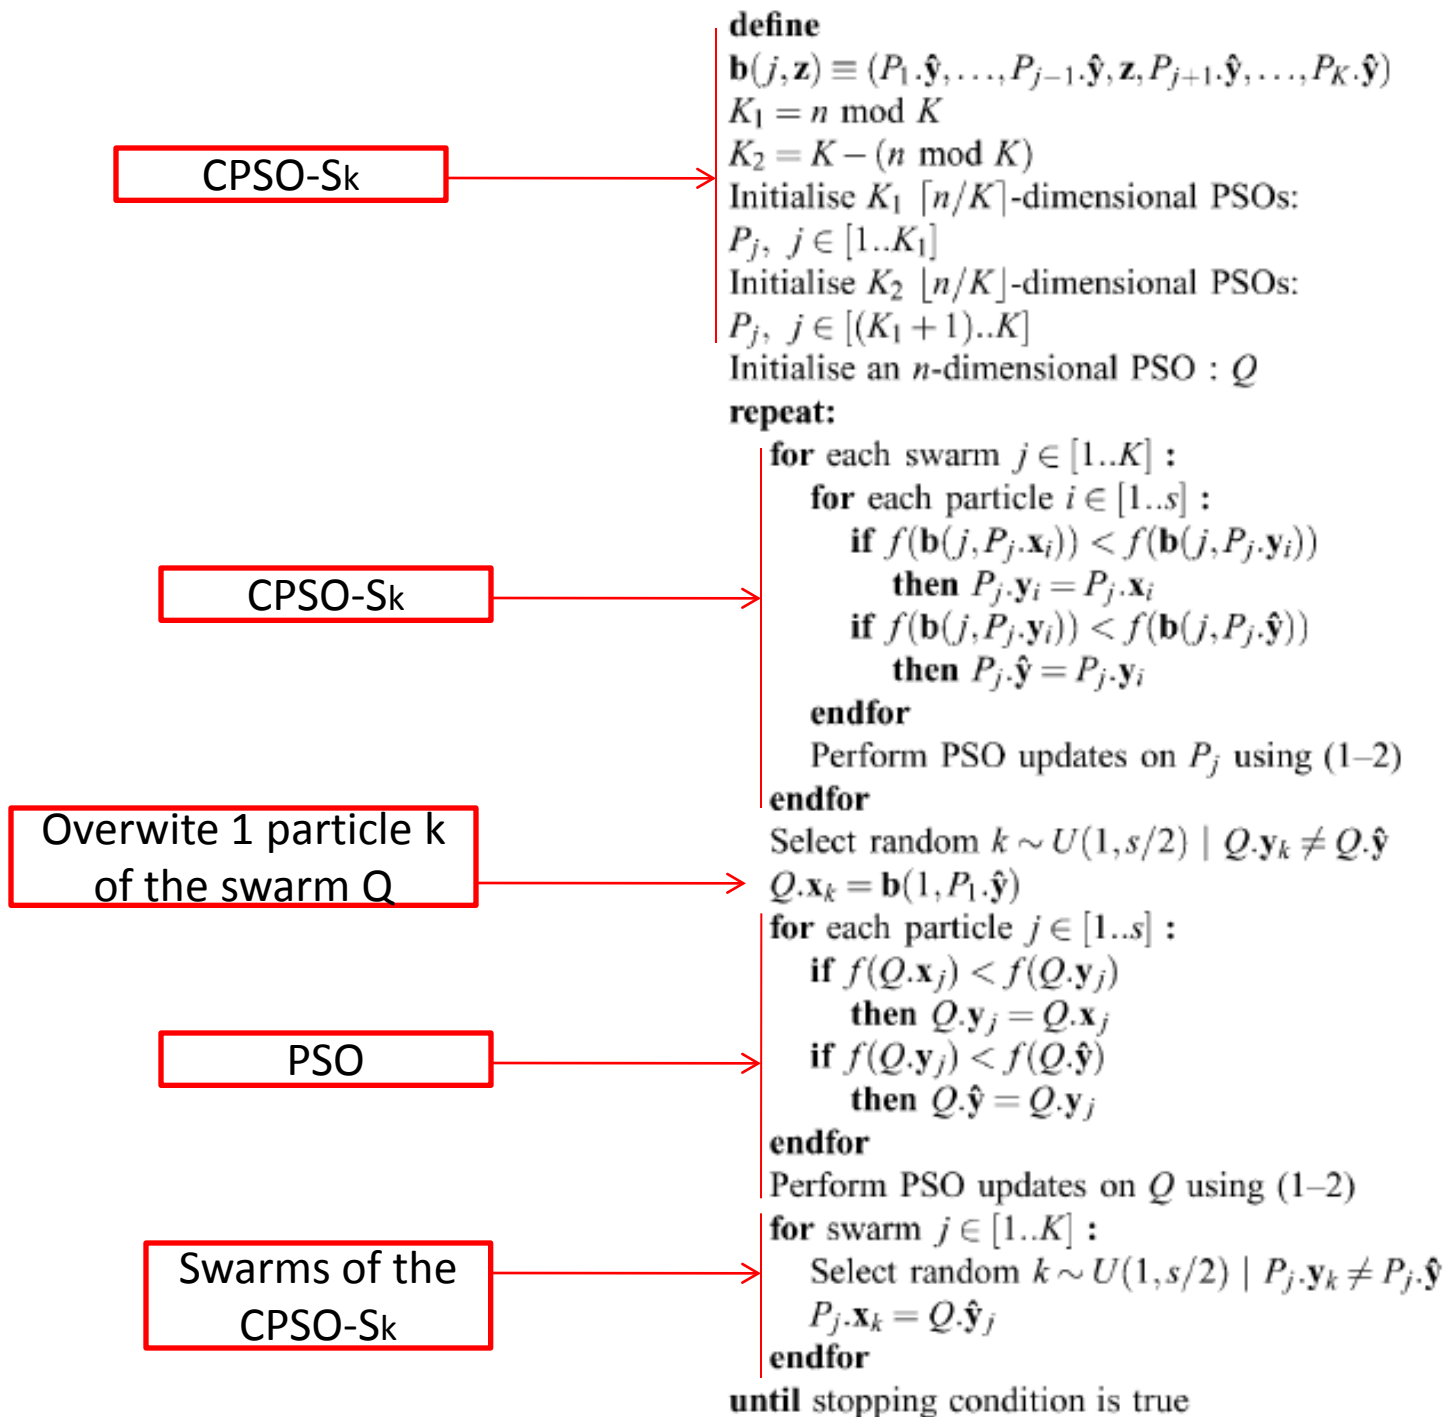 define
b(j,z) ≡ (P₁.ŷ,…,Pⱼ₋₁.ŷ,z,Pⱼ₊₁.ŷ,…,P_K.ŷ)
K₁ = n mod K
K₂ = K − (n mod K)
CPSO-Sk
Initialise K₁ ⌈n/K⌉-dimensional PSOs:
Pⱼ, j ∈ [1..K₁]
Initialise K₂ ⌊n/K⌋-dimensional PSOs:
Pⱼ, j ∈ [(K₁ + 1)..K]
Initialise an n-dimensional PSO : Q
repeat:
for each swarm j ∈ [1..K] :
for each particle i ∈ [1..s] :
if f(b(j,Pⱼ.xᵢ)) < f(b(j,Pⱼ.yᵢ))
then Pⱼ.yᵢ = Pⱼ.xᵢ
CPSO-Sk
if f(b(j,Pⱼ.yᵢ)) < f(b(j,Pⱼ.ŷ))
then Pⱼ.ŷ = Pⱼ.yᵢ
endfor
Perform PSO updates on Pⱼ using (1–2)
endfor
Overwite 1 particle k
of the swarm Q
Select random k ∼ U(1,s/2) | Q.yₖ ≠ Q.ŷ
Q.xₖ = b(1,P₁.ŷ)
for each particle j ∈ [1..s] :
if f(Q.xⱼ) < f(Q.yⱼ)
then Q.yⱼ = Q.xⱼ
PSO
if f(Q.yⱼ) < f(Q.ŷ)
then Q.ŷ = Q.yⱼ
endfor
Perform PSO updates on Q using (1–2)
for swarm j ∈ [1..K] :
Swarms of the
CPSO-Sk
Select random k ∼ U(1,s/2) | Pⱼ.yₖ ≠ Pⱼ.ŷ
Pⱼ.xₖ = Q.ŷⱼ
endfor
until stopping condition is true